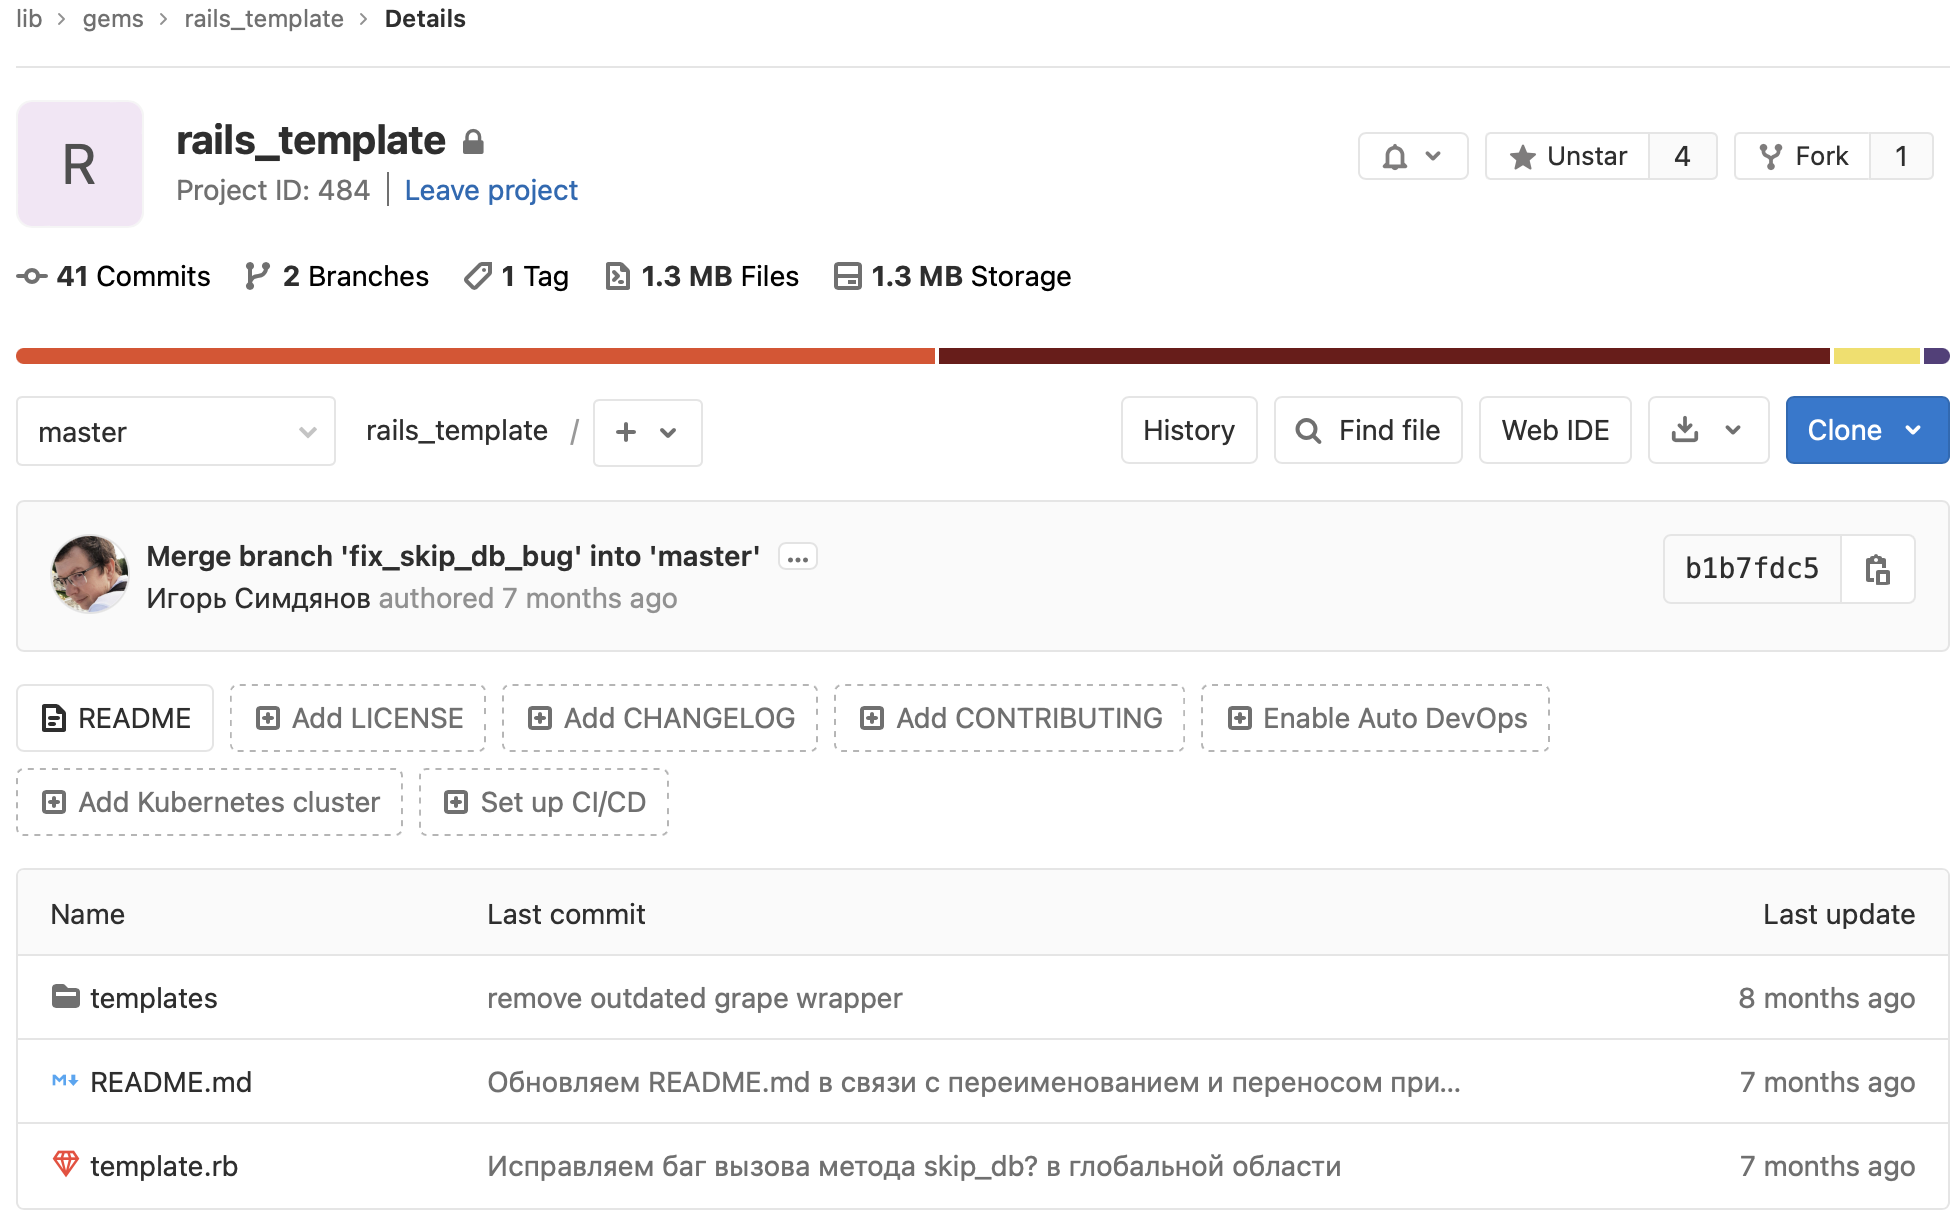 lib > gems > rails_template > Details
R
rails_template
Project ID: 484 | Leave project
Unstar 4 Fork 1
41 Commits 2 Branches 1 Tag 1.3 MB Files 1.3 MB Storage
master rails_template / + History Find file Web IDE Clone
Merge branch 'fix_skip_db_bug' into 'master' ...
Игорь Симдянов authored 7 months ago
b1b7fdc5
README Add LICENSE Add CHANGELOG Add CONTRIBUTING Enable Auto DevOps
Add Kubernetes cluster Set up CI/CD
Name Last commit Last update
templates remove outdated grape wrapper 8 months ago
README.md Обновляем README.md в связи с переименованием и переносом при... 7 months ago
template.rb Исправляем баг вызова метода skip_db? в глобальной области 7 months ago